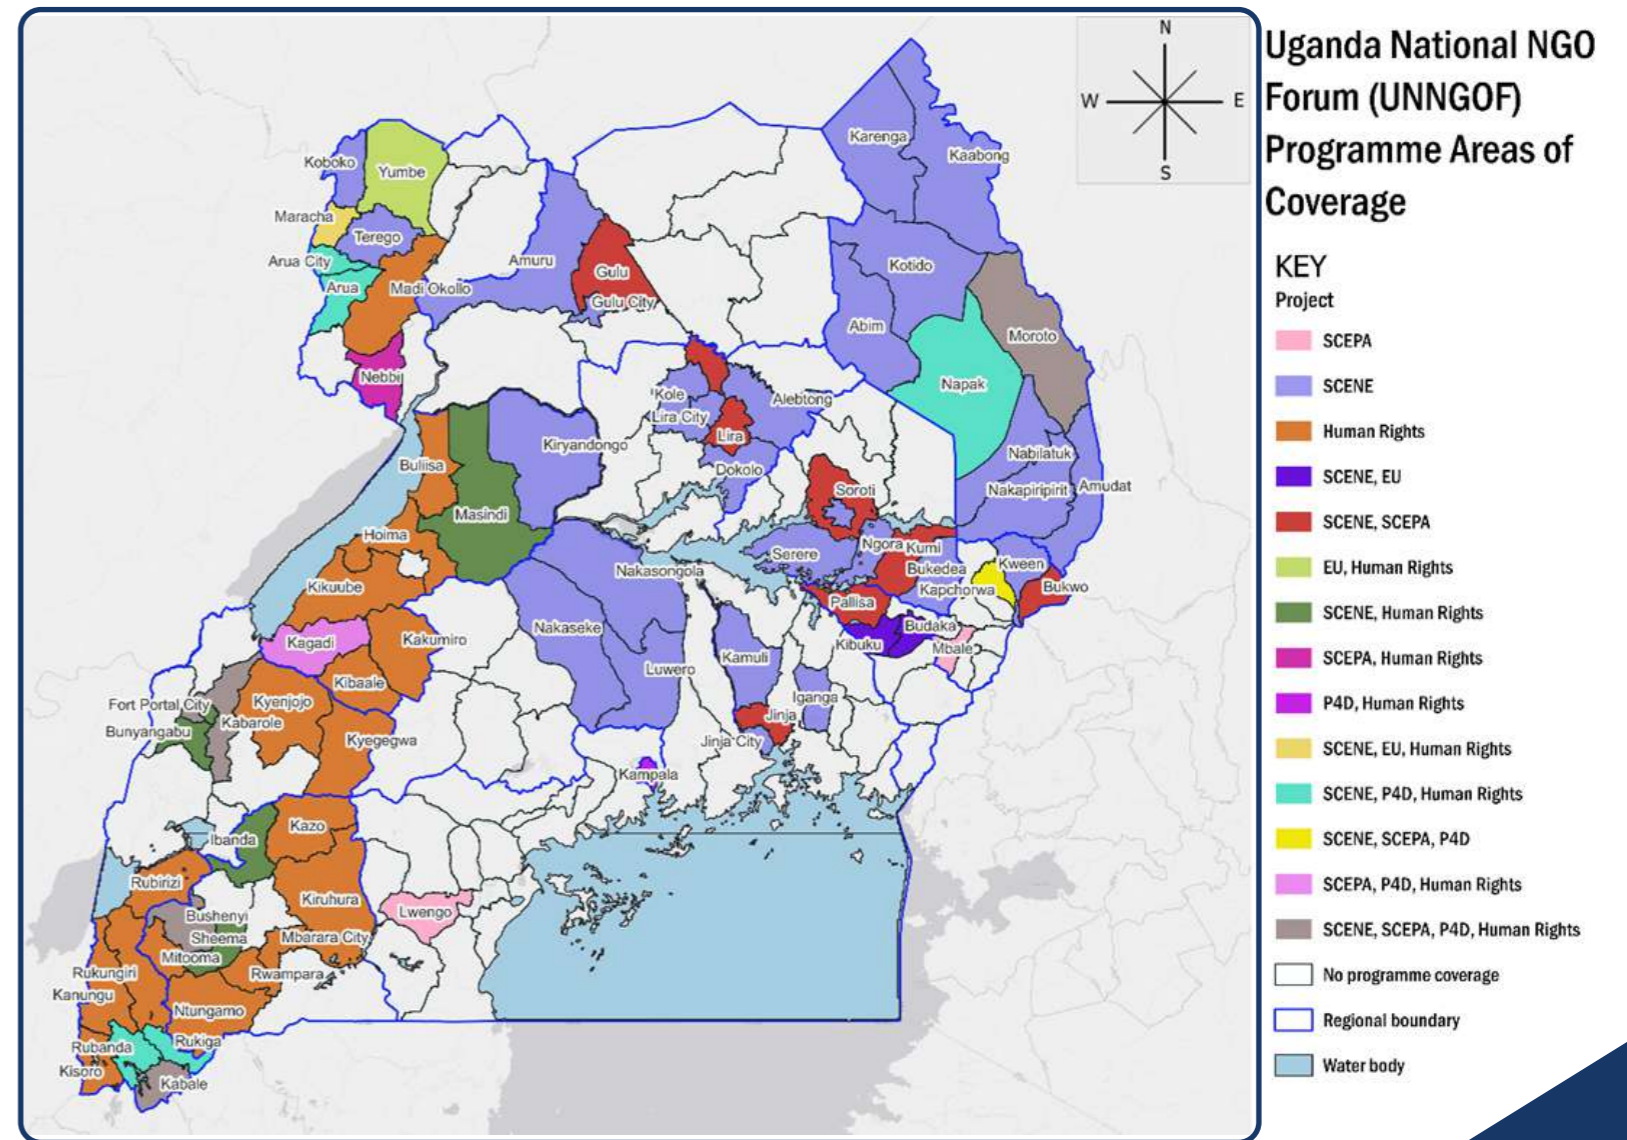 Uganda National NGO
Forum (UNNGOF)
Programme Areas of
Coverage
KEY
Project
SCEPA
SCENE
Human Rights
SCENE, EU
SCENE, SCEPA
EU, Human Rights
SCENE, Human Rights
SCEPA, Human Rights
P4D, Human Rights
SCENE, EU, Human Rights
SCENE, P4D, Human Rights
SCENE, SCEPA, P4D
SCEPA, P4D, Human Rights
SCENE, SCEPA, P4D, Human Rights
No programme coverage
Regional boundary
Water body
N
W
E
S
Karenga
Kaabong
Koboko
Yumbe
Maracha
Terego
Arua City
Arua
Madi Okollo
Amuru
Gulu
Gulu City
Kotido
Abim
Moroto
Napak
Nebbi
Kole
Alebtong
Lira City
Lira
Kiryandongo
Dokolo
Buliisa
Nabilatuk
Nakapiripirit
Amudat
Soroti
Masindi
Hoima
Serere
Ngora
Kumi
Kween
Bukedea
Nakasongola
Kikuube
Kapchorwa
Bukwo
Pallisa
Nakaseke
Budaka
Kagadi
Kakumiro
Kibuku
Mbale
Kamuli
Luwero
Kibaale
Iganga
Fort Portal City
Kyenjojo
Jinja
Kabarole
Bunyangabu
Kyegegwa
Jinja City
Kampala
Kazo
Ibanda
Rubirizi
Kiruhura
Lwengo
Bushenyi
Sheema
Mbarara City
Mitooma
Rukungiri
Rwampara
Kanungu
Ntungamo
Rukiga
Rubanda
Kisoro
Kabale